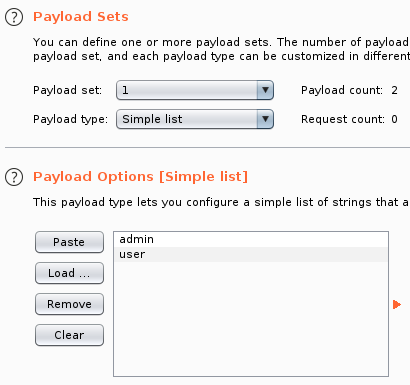 Payload Sets
You can define one or more payload sets. The number of payload
payload set, and each payload type can be customized in different
Payload set: 1 Payload count: 2
Payload type: Simple list Request count: 0
Payload Options [Simple list]
This payload type lets you configure a simple list of strings that a
Paste
Load ...
Remove
Clear
admin
user